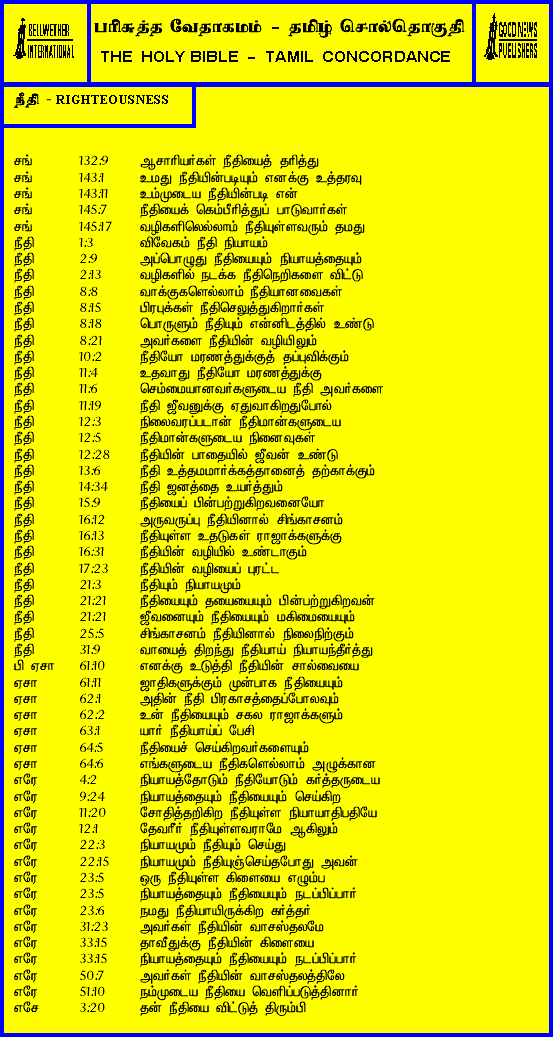 BELLWETHER
INTERNATIONAL
பரிசுத்த வேதாகமம் - தமிழ் சொல்தொகுதி
THE HOLY BIBLE - TAMIL CONCORDANCE
GOOD NEWS
PUBLISHERS
நீதி - RIGHTEOUSNESS
சங் 132:9 ஆசாரியர்கள் நீதியைத் தரித்து
சங் 143:1 உமது நீதியின்படியும் எனக்கு உத்தரவு
சங் 143:11 உம்முடைய நீதியின்படி என்
சங் 145:7 நீதியைக் கெம்பீரித்துப் பாடுவார்கள்
சங் 145:17 வழிகளிலெல்லாம் நீதியுள்ளவரும் தமது
நீதி 1:3 விவேகம் நீதி நியாயம்
நீதி 2:9 அப்பொழுது நீதியையும் நியாயத்தையும்
நீதி 2:13 வழிகளில் நடக்க நீதிநெறிகளை விட்டு
நீதி 8:8 வாக்குகளெல்லாம் நீதியானவைகள்
நீதி 8:15 பிரபுக்கள் நீதிசெலுத்துகிறார்கள்
நீதி 8:18 பொருளும் நீதியும் என்னிடத்தில் உண்டு
நீதி 8:21 அவர்களை நீதியின் வழியிலும்
நீதி 10:2 நீதியோ மரணத்துக்குத் தப்புவிக்கும்
நீதி 11:4 உதவாது நீதியோ மரணத்துக்கு
நீதி 11:6 செம்மையானவர்களுடைய நீதி அவர்களை
நீதி 11:19 நீதி ஜீவனுக்கு ஏதுவாகிறதுபோல்
நீதி 12:3 நிலைவரப்படான் நீதிமான்களுடைய
நீதி 12:5 நீதிமான்களுடைய நினைவுகள்
நீதி 12:28 நீதியின் பாதையில் ஜீவன் உண்டு
நீதி 13:6 நீதி உத்தமமார்க்கத்தானைத் தற்காக்கும்
நீதி 14:34 நீதி ஜனத்தை உயர்த்தும்
நீதி 15:9 நீதியைப் பின்பற்றுகிறவனையோ
நீதி 16:12 அருவருப்பு நீதியினால் சிங்காசனம்
நீதி 16:13 நீதியுள்ள உதடுகள் ராஜாக்களுக்கு
நீதி 16:31 நீதியின் வழியில் உண்டாகும்
நீதி 17:23 நீதியின் வழியைப் புரட்ட
நீதி 21:3 நீதியும் நியாயமும்
நீதி 21:21 நீதியையும் தயையையும் பின்பற்றுகிறவன்
நீதி 21:21 ஜீவனையும் நீதியையும் மகிமையையும்
நீதி 25:5 சிங்காசனம் நீதியினால் நிலைநிற்கும்
நீதி 31:9 வாயைத் திறந்து நீதியாய் நியாயந்தீர்த்து
பி ஏசா 61:10 எனக்கு உடுத்தி நீதியின் சால்வையை
ஏசா 61:11 ஜாதிகளுக்கும் முன்பாக நீதியையும்
ஏசா 62:1 அதின் நீதி பிரகாசத்தைப்போலவும்
ஏசா 62:2 உன் நீதியையும் சகல ராஜாக்களும்
ஏசா 63:1 யார் நீதியாய்ப் பேசி
ஏசா 64:5 நீதியைச் செய்கிறவர்களையும்
ஏசா 64:6 எங்களுடைய நீதிகளெல்லாம் அழுக்கான
எரே 4:2 நியாயத்தோடும் நீதியோடும் கர்த்தருடைய
எரே 9:24 நியாயத்தையும் நீதியையும் செய்கிற
எரே 11:20 சோதித்தறிகிற நீதியுள்ள நியாயாதிபதியே
எரே 12:1 தேவரீர் நீதியுள்ளவராமே ஆகிலும்
எரே 22:3 நியாயமும் நீதியும் செய்து
எரே 22:15 நியாயமும் நீதியுஞ்செய்தபோது அவன்
எரே 23:5 ஒரு நீதியுள்ள கிளையை எழும்ப
எரே 23:5 நியாயத்தையும் நீதியையும் நடப்பிப்பார்
எரே 23:6 நமது நீதியாயிருக்கிற கர்த்தர்
எரே 31:23 அவர்கள் நீதியின் வாசஸ்தலமே
எரே 33:15 தாவீதுக்கு நீதியின் கிளையை
எரே 33:15 நியாயத்தையும் நீதியையும் நடப்பிப்பார்
எரே 50:7 அவர்கள் நீதியின் வாசஸ்தலத்திலே
எரே 51:10 நம்முடைய நீதியை வெளிப்படுத்தினார்
எசே 3:20 தன் நீதியை விட்டுத் திரும்பி